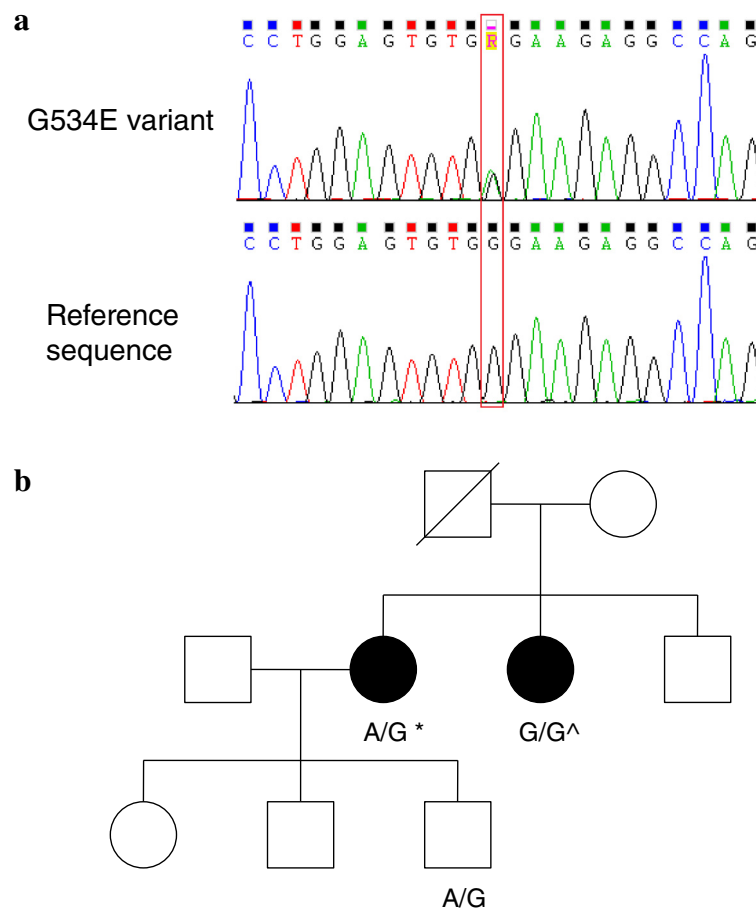 a
C C T G G A G T G T G R G A A G A G G C C A G
G534E variant
C C T G G A G T G T G G G A A G A G G C C A G
Reference
sequence
b
A/G *
G/G^
A/G